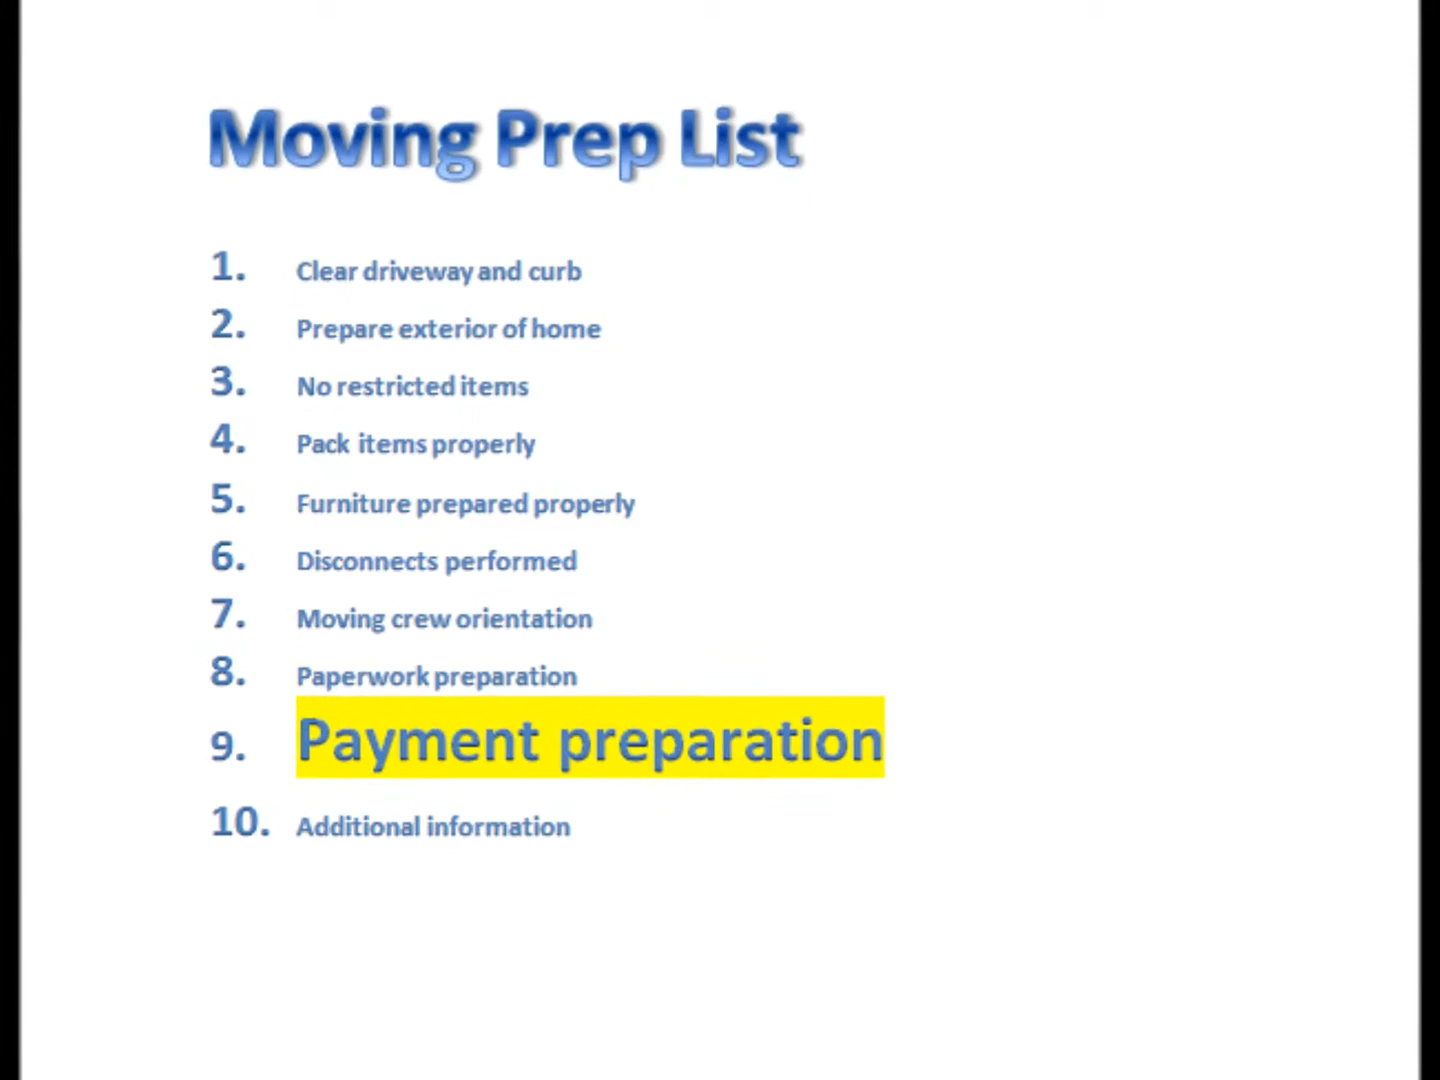 Moving Prep List
1. Clear driveway and curb
2. Prepare exterior of home
3. No restricted items
4. Pack items properly
5. Furniture prepared properly
6. Disconnects performed
7. Moving crew orientation
8. Paperwork preparation
9. Payment preparation
10. Additional information